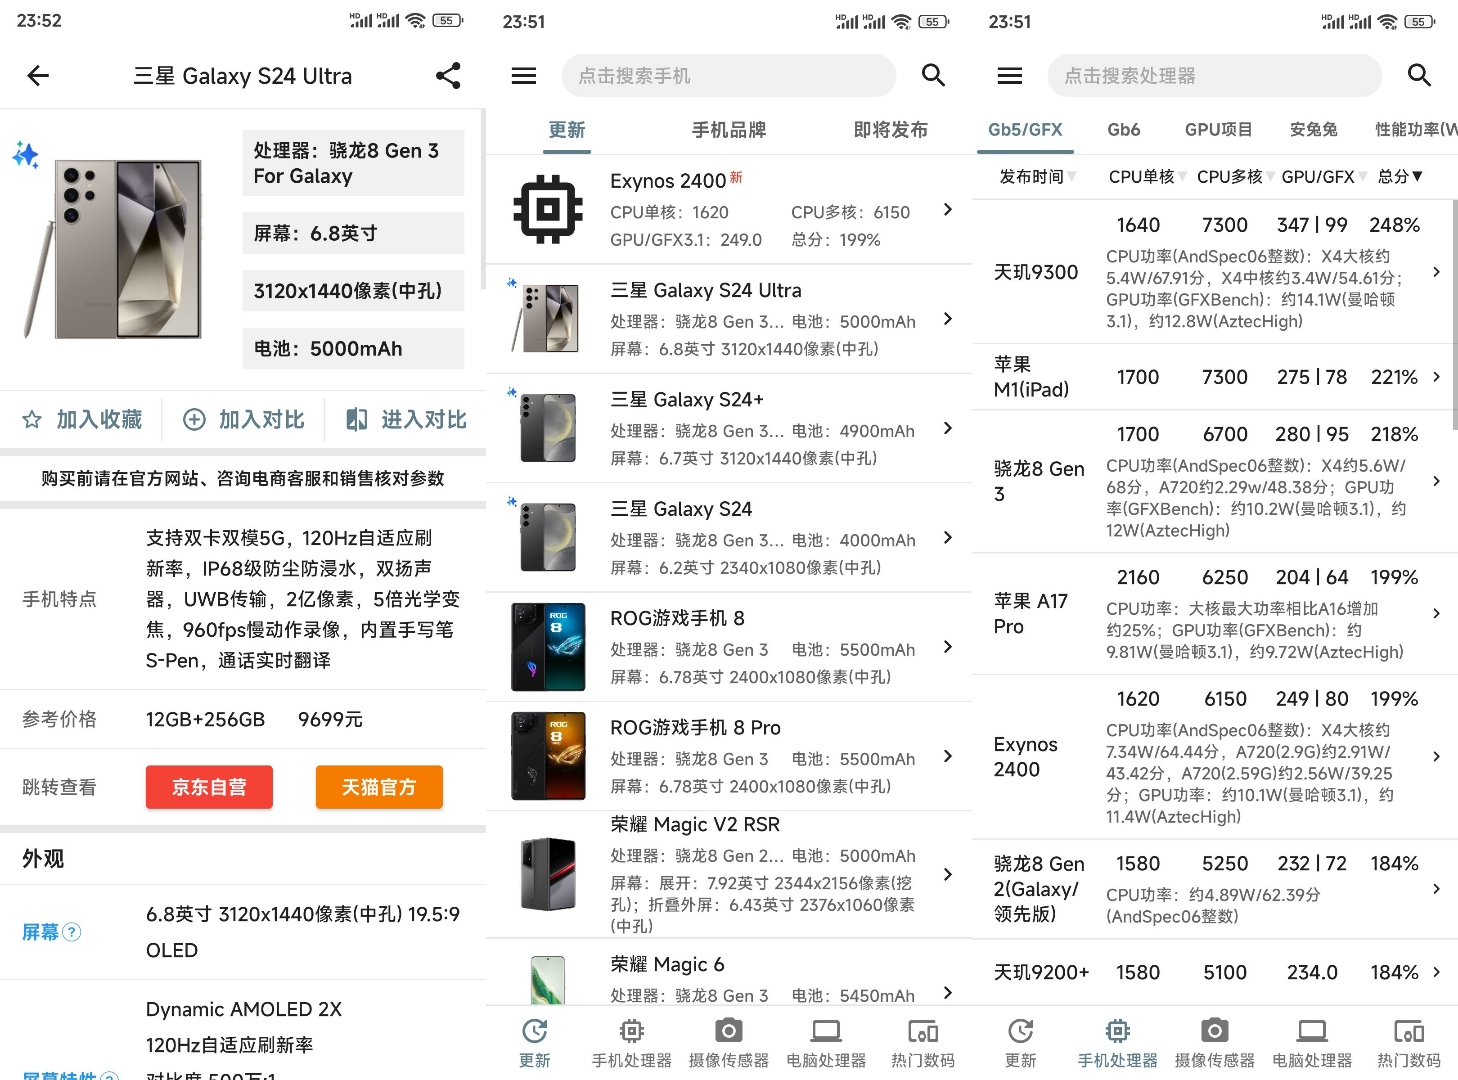 23:52
HD HD 55
三星 Galaxy S24 Ultra
处理器：骁龙8 Gen 3
For Galaxy
屏幕：6.8英寸
3120x1440像素(中孔)
电池：5000mAh
加入收藏
加入对比
进入对比
购买前请在官方网站、咨询电商客服和销售核对参数
手机特点
支持双卡双模5G，120Hz自适应刷
新率，IP68级防尘防浸水，双扬声
器，UWB传输，2亿像素，5倍光学变
焦，960fps慢动作录像，内置手写笔
S-Pen，通话实时翻译
参考价格
12GB+256GB 9699元
跳转查看
京东自营
天猫官方
外观
屏幕?
6.8英寸 3120x1440像素(中孔) 19.5:9
OLED
Dynamic AMOLED 2X
120Hz自适应刷新率
屏幕特性?
对比度 500万:1
23:51
HD HD 55
点击搜索手机
更新
手机品牌
即将发布
Exynos 2400新
CPU单核：1620 CPU多核：6150
GPU/GFX3.1：249.0 总分：199%
三星 Galaxy S24 Ultra
处理器：骁龙8 Gen 3... 电池：5000mAh
屏幕：6.8英寸 3120x1440像素(中孔)
三星 Galaxy S24+
处理器：骁龙8 Gen 3... 电池：4900mAh
屏幕：6.7英寸 3120x1440像素(中孔)
三星 Galaxy S24
处理器：骁龙8 Gen 3... 电池：4000mAh
屏幕：6.2英寸 2340x1080像素(中孔)
ROG
8
ROG游戏手机 8
处理器：骁龙8 Gen 3 电池：5500mAh
屏幕：6.78英寸 2400x1080像素(中孔)
ROG
8
ROG游戏手机 8 Pro
处理器：骁龙8 Gen 3 电池：5500mAh
屏幕：6.78英寸 2400x1080像素(中孔)
荣耀 Magic V2 RSR
处理器：骁龙8 Gen 2... 电池：5000mAh
屏幕：展开：7.92英寸 2344x2156像素(挖
孔)；折叠外屏：6.43英寸 2376x1060像素
(中孔)
荣耀 Magic 6
处理器：骁龙8 Gen 3 电池：5450mAh
更新
手机处理器
摄像传感器
电脑处理器
热门数码
23:51
HD HD 55
点击搜索处理器
Gb5/GFX
Gb6
GPU项目
安兔兔
性能功率(W
发布时间 CPU单核 CPU多核 GPU/GFX 总分
天玑9300
1640 7300 347 | 99 248%
CPU功率(AndSpec06整数)：X4大核约
5.4W/67.91分，X4中核约3.4W/54.61分；
GPU功率(GFXBench)：约14.1W(曼哈顿
3.1)，约12.8W(AztecHigh)
苹果
M1(iPad)
1700 7300 275 | 78 221%
骁龙8 Gen
3
1700 6700 280 | 95 218%
CPU功率(AndSpec06整数)：X4约5.6W/
68分，A720约2.29w/48.38分；GPU功
率(GFXBench)：约10.2W(曼哈顿3.1)，约
12W(AztecHigh)
苹果 A17
Pro
2160 6250 204 | 64 199%
CPU功率：大核最大功率相比A16增加
约25%；GPU功率(GFXBench)：约
9.81W(曼哈顿3.1)，约9.72W(AztecHigh)
Exynos
2400
1620 6150 249 | 80 199%
CPU功率(AndSpec06整数)：X4大核约
7.34W/64.44分，A720(2.9G)约2.91W/
43.42分，A720(2.59G)约2.56W/39.25
分；GPU功率：约10.1W(曼哈顿3.1)，约
11.4W(AztecHigh)
骁龙8 Gen
2(Galaxy/
领先版)
1580 5250 232 | 72 184%
CPU功率：约4.89W/62.39分
(AndSpec06整数)
天玑9200+ 1580 5100 234.0 184%
更新
手机处理器
摄像传感器
电脑处理器
热门数码